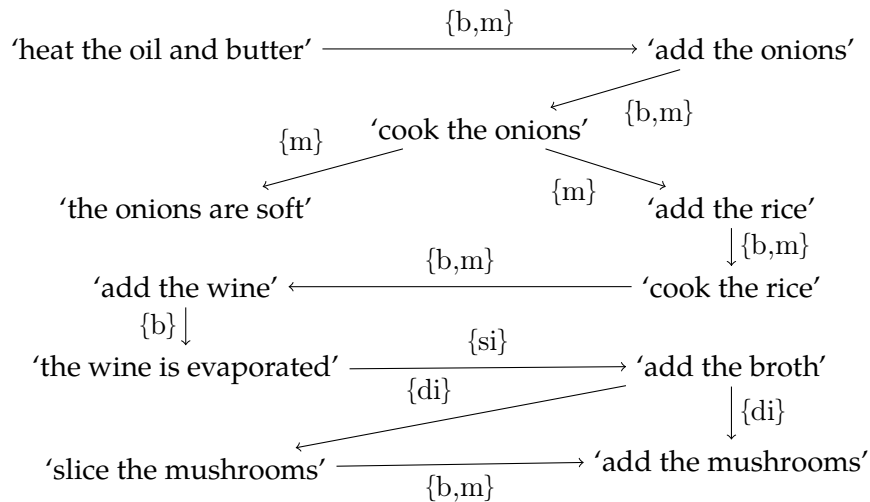 {b,m}
‘heat the oil and butter’ ‘add the onions’
{b,m}
‘cook the onions’
{m}
{m}
‘the onions are soft’ ‘add the rice’
{b,m}
{b,m}
‘add the wine’ ‘cook the rice’
{b}
{si}
‘the wine is evaporated’ ‘add the broth’
{di}
{di}
‘slice the mushrooms’ ‘add the mushrooms’
{b,m}